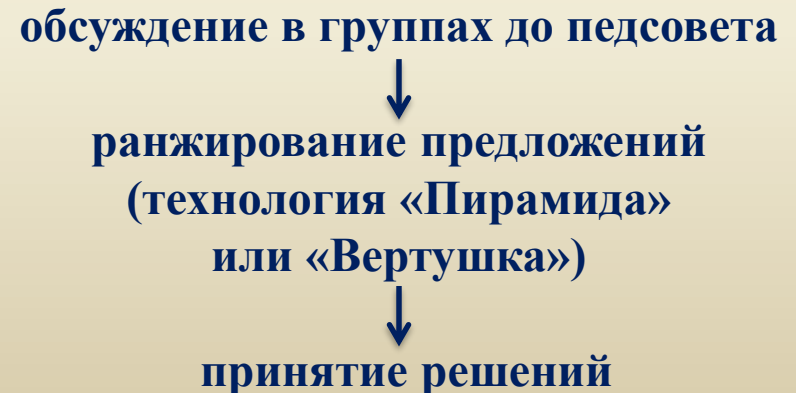 обсуждение в группах до педсовета
ранжирование предложений
(технология «Пирамида»
или «Вертушка»)
принятие решений